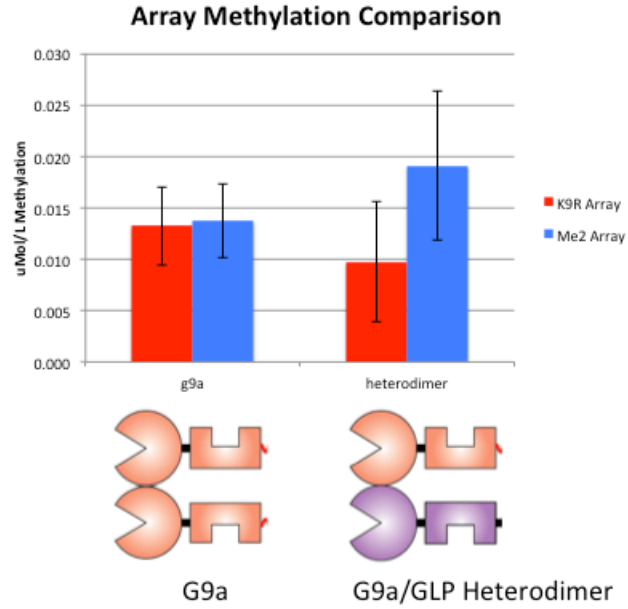 Array Methylation Comparison
0.030
0.025
0.020
0.015
0.010
0.005
0.000
uMol/L Methylation
K9R Array
Me2 Array
g9a heterodimer
G9a G9a/GLP Heterodimer